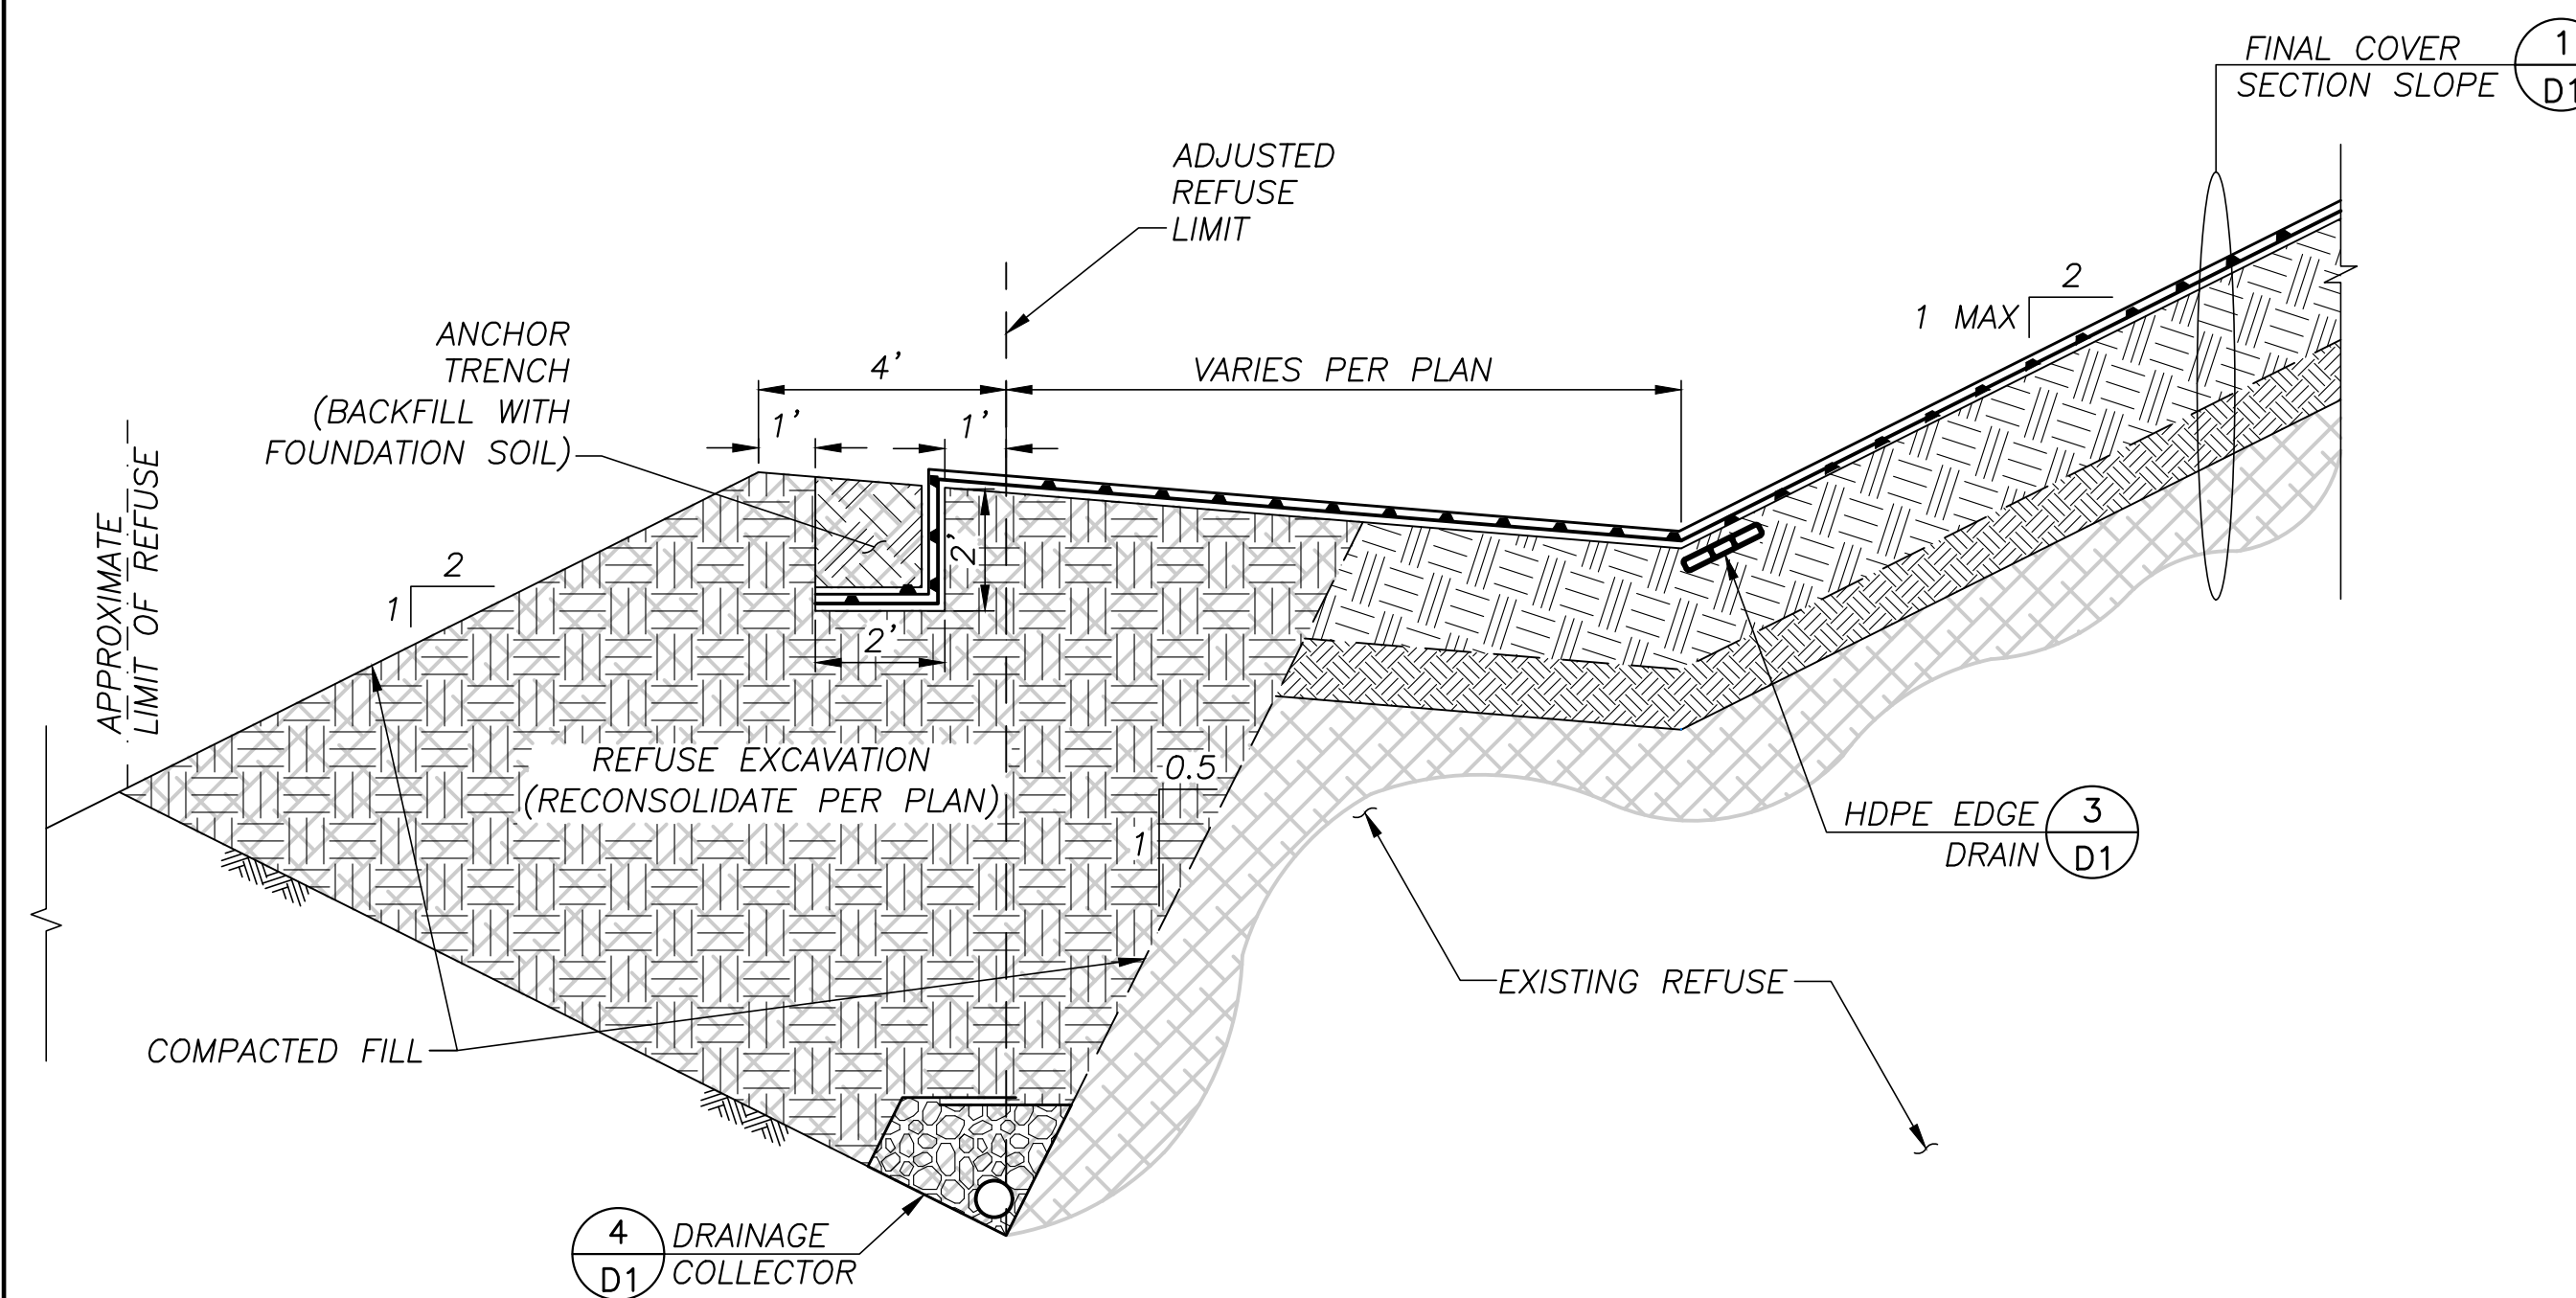 FINAL COVER
SECTION SLOPE
1
D1
ADJUSTED
REFUSE
LIMIT
2
1 MAX
ANCHOR
TRENCH
(BACKFILL WITH
FOUNDATION SOIL)
4'
VARIES PER PLAN
1'
1'
APPROXIMATE
LIMIT OF REFUSE
2
1
2'
2'
REFUSE EXCAVATION
(RECONSOLIDATE PER PLAN)
0.5
1
HDPE EDGE
DRAIN
3
D1
EXISTING REFUSE
COMPACTED FILL
4
D1
DRAINAGE
COLLECTOR